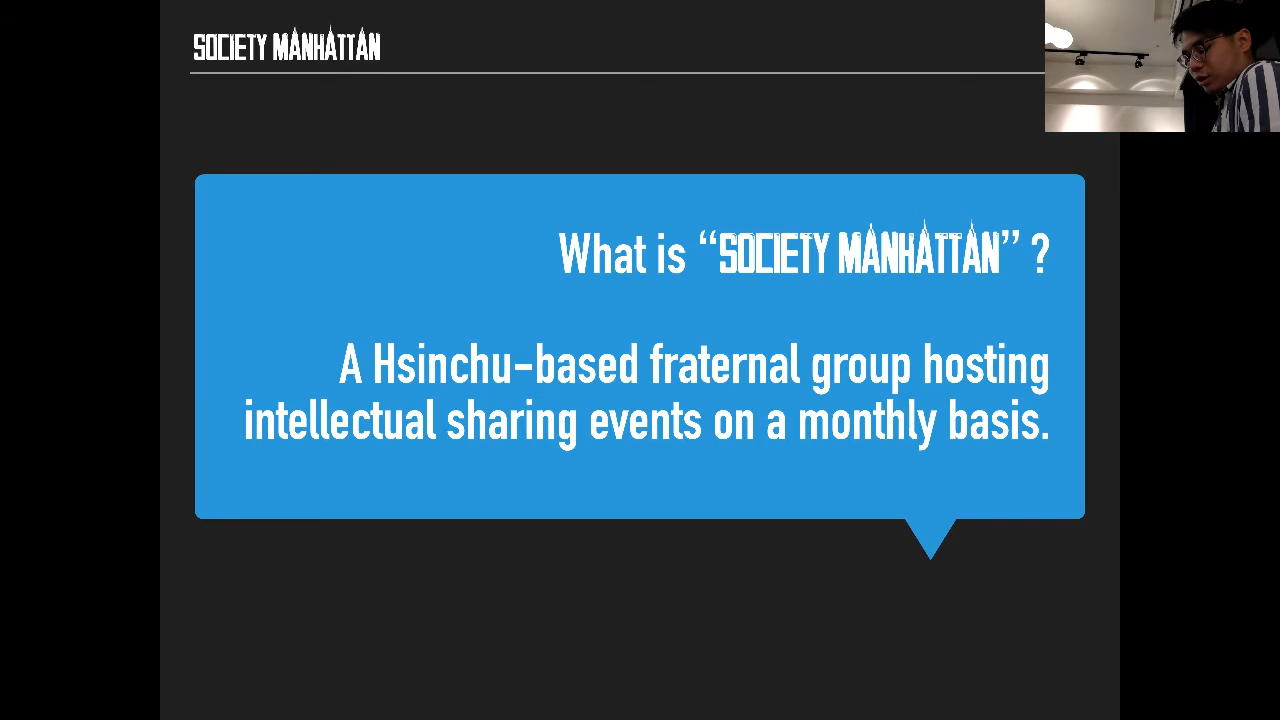 SOCIETY MANHATTAN
What is “SOCIETY MANHATTAN” ?
A Hsinchu-based fraternal group hosting
intellectual sharing events on a monthly basis.